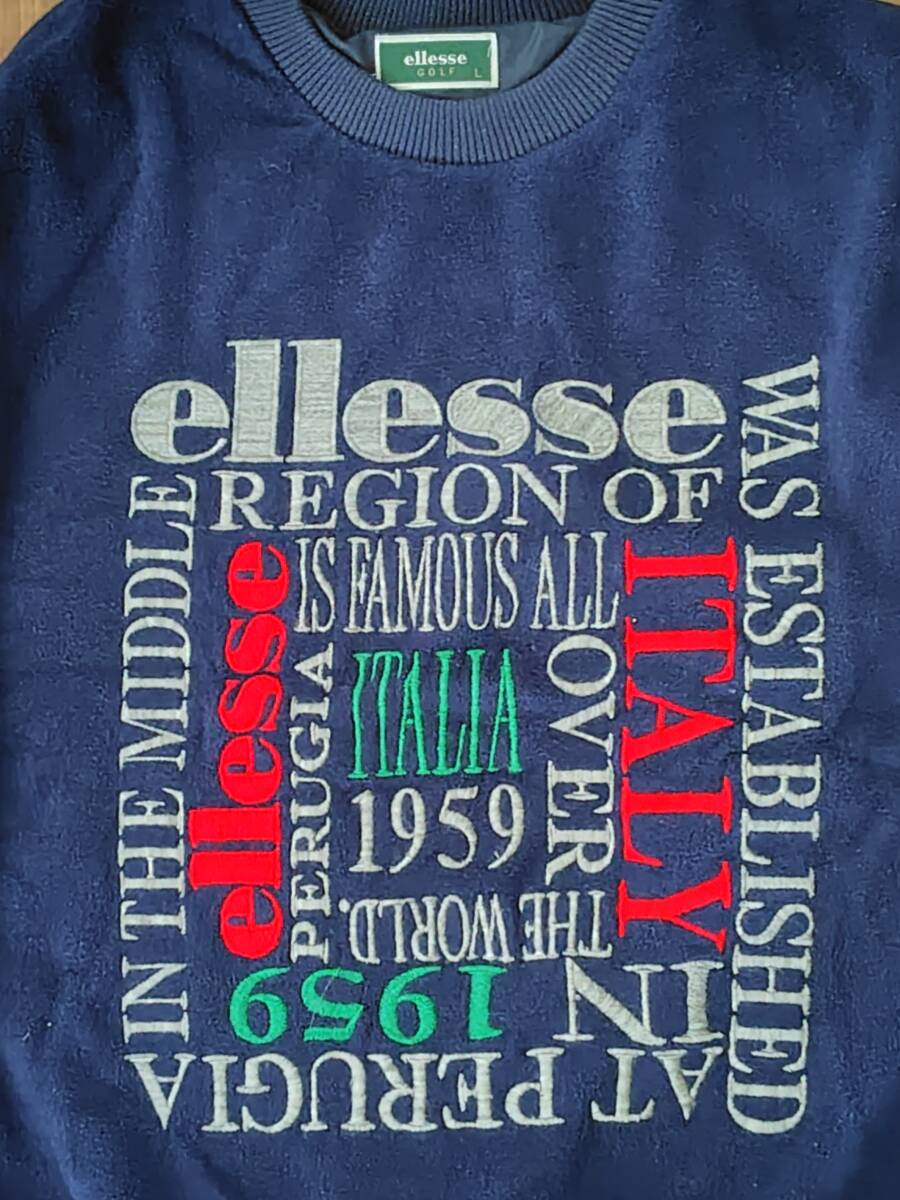 ellesse
GOLF L
ellesse
WAS ESTABLISHED
AT PERUGIA
IN THE MIDDLE
REGION OF
ITALY
IN 1959
ellesse
IS FAMOUS ALL
OVER
THE WORLD.
PERUGIA
ITALIA
1959